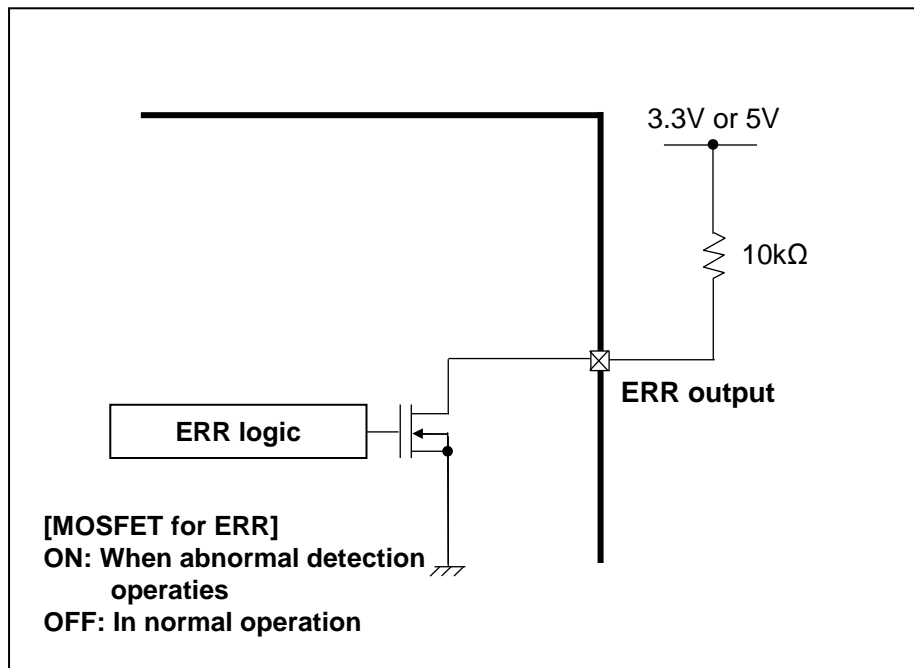 3.3V or 5V
10kΩ
ERR output
ERR logic
[MOSFET for ERR]
ON: When abnormal detection
operaties
OFF: In normal operation